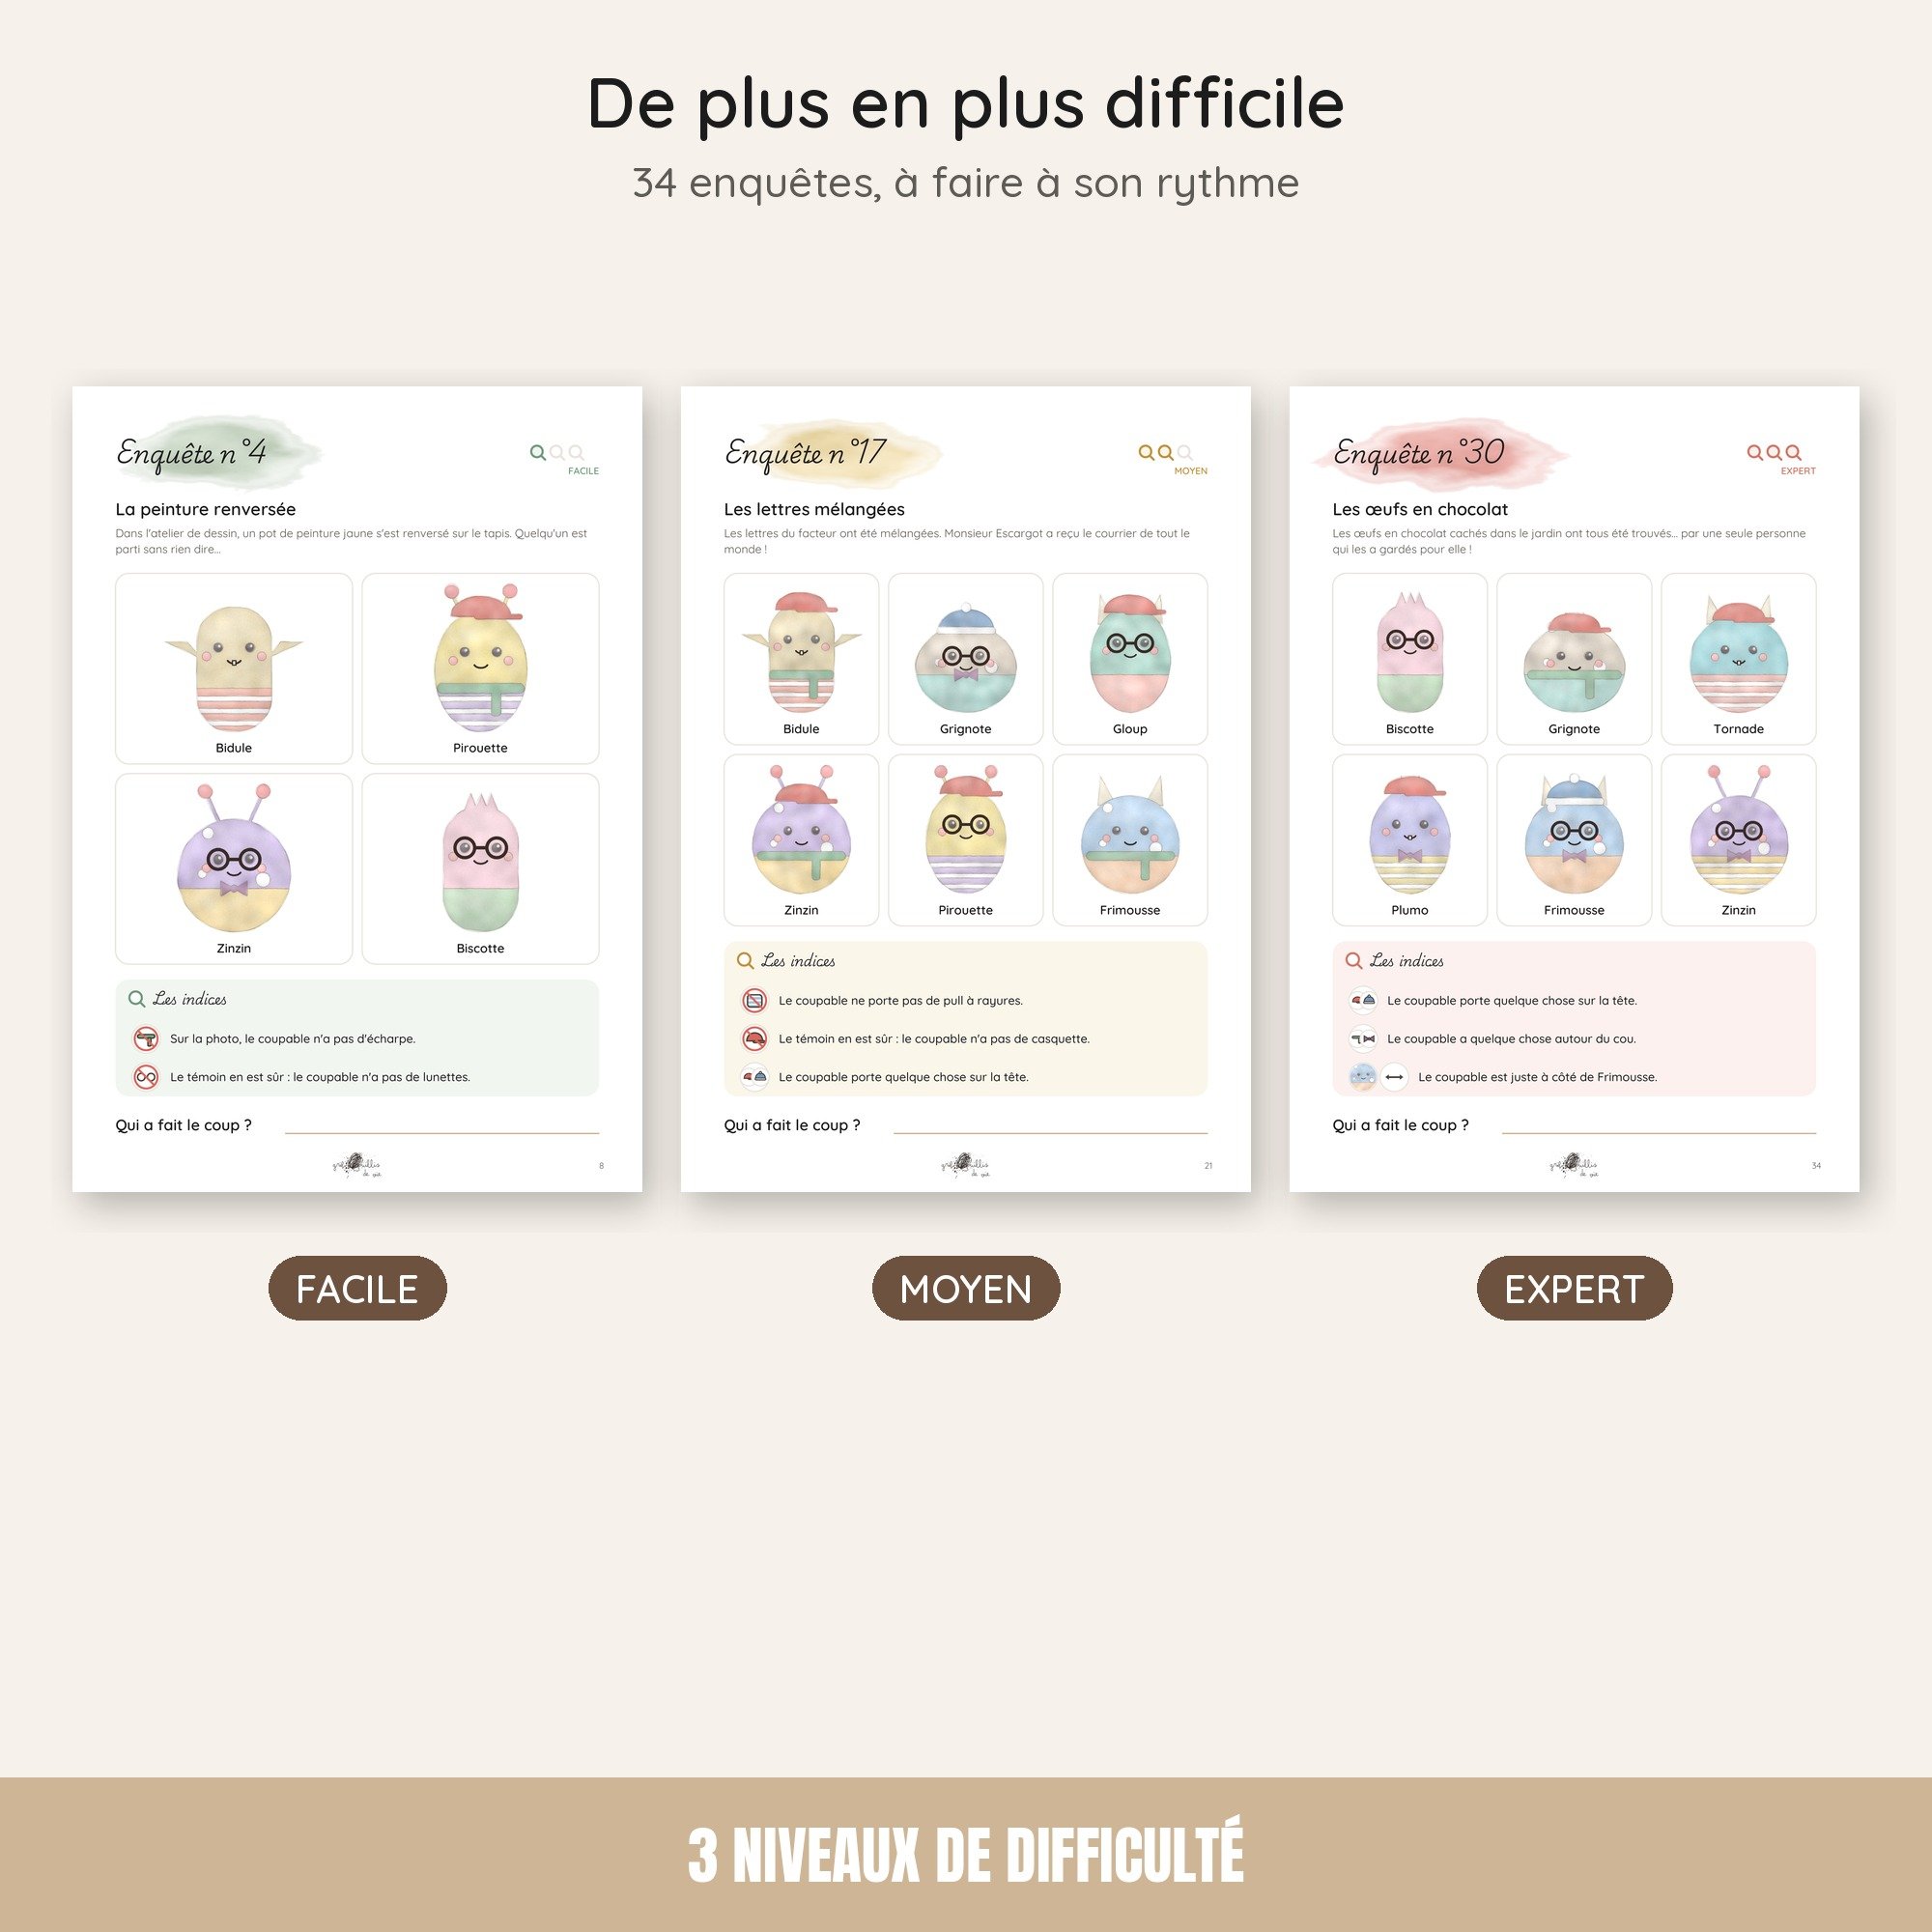 De plus en plus difficile
34 enquêtes, à faire à son rythme
Enquête n°4
FACILE
La peinture renversée
Dans l'atelier de dessin, un pot de peinture jaune s'est renversé sur le tapis. Quelqu'un est
parti sans rien dire...
Bidule
Pirouette
Zinzin
Biscotte
Les indices
Sur la photo, le coupable n'a pas d'écharpe.
Le témoin en est sûr : le coupable n'a pas de lunettes.
Qui a fait le coup ?
8
Enquête n°17
MOYEN
Les lettres mélangées
Les lettres du facteur ont été mélangées. Monsieur Escargot a reçu le courrier de tout le
monde !
Bidule
Grignote
Gloup
Zinzin
Pirouette
Frimousse
Les indices
Le coupable ne porte pas de pull à rayures.
Le témoin en est sûr : le coupable n'a pas de casquette.
Le coupable porte quelque chose sur la tête.
Qui a fait le coup ?
21
Enquête n°30
EXPERT
Les œufs en chocolat
Les œufs en chocolat cachés dans le jardin ont tous été trouvés... par une seule personne
qui les a gardés pour elle !
Biscotte
Grignote
Tornade
Plumo
Frimousse
Zinzin
Les indices
Le coupable porte quelque chose sur la tête.
Le coupable a quelque chose autour du cou.
Le coupable est juste à côté de Frimousse.
Qui a fait le coup ?
34
FACILE
MOYEN
EXPERT
3 NIVEAUX DE DIFFICULTÉ